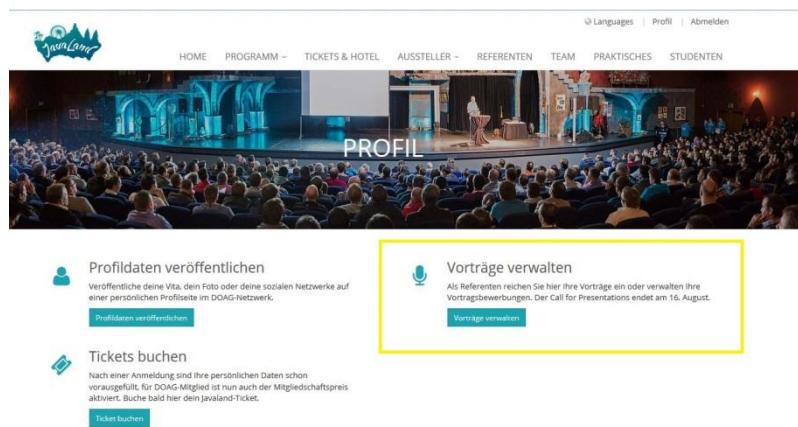 Languages | Profil | Abmelden
JavaLand
HOME PROGRAMM TICKETS & HOTEL AUSSTELLER REFERENTEN TEAM PRAKTISCHES STUDENTEN
PROFIL
Profildaten veröffentlichen
Veröffentliche deine Vita, dein Foto oder deine sozialen Netzwerke auf
einer persönlichen Profilseite im DOAG-Netzwerk.
Profildaten veröffentlichen
Vorträge verwalten
Als Referenten reichen Sie hier Ihre Vorträge ein oder verwalten Ihre
Vortragsbewerbungen. Der Call for Presentations endet am 16. August.
Vorträge verwalten
Tickets buchen
Nach einer Anmeldung sind Ihre persönlichen Daten schon
vorausgefüllt, für DOAG-Mitglied ist nun auch der Mitgliedschaftspreis
aktiviert. Buche bald hier dein Javaland-Ticket.
Ticket buchen